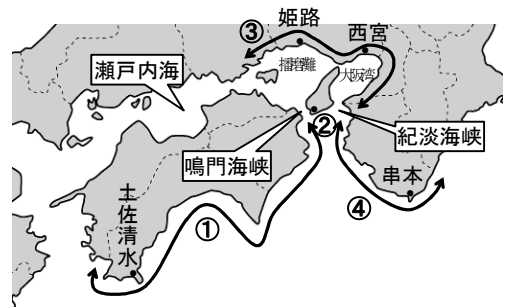 姫路
西宮
③
瀬戸内海
播磨灘
大阪湾
②
紀淡海峡
鳴門海峡
串本
土佐清水
①
④